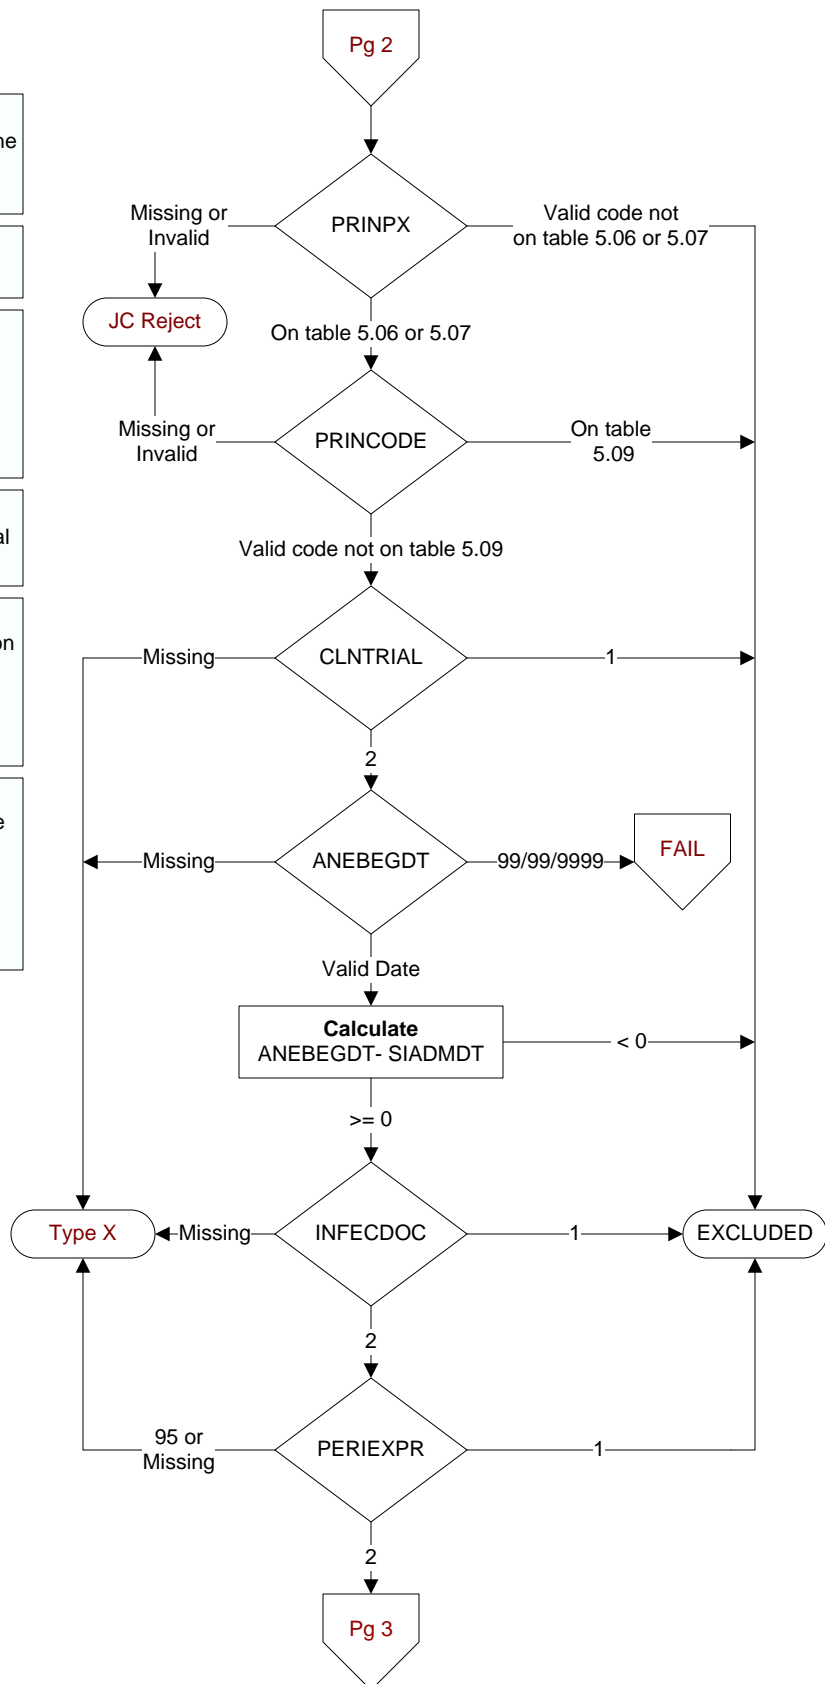 Pg 2
ne
Missing or
Invalid
PRINPX
Valid code not
on table 5.06 or 5.07
JC Reject
On table 5.06 or 5.07
Missing or
Invalid
PRINCODE
On table
5.09
al
Valid code not on table 5.09
on
Missing
CLNTRIAL
1
2
e
Missing
ANEBEGDT
99/99/9999
FAIL
Valid Date
Calculate
ANEBEGDT- SIADMDT
< 0
>= 0
Type X
Missing
INFECDOC
1
EXCLUDED
2
95 or
Missing
PERIEXPR
1
2
Pg 3